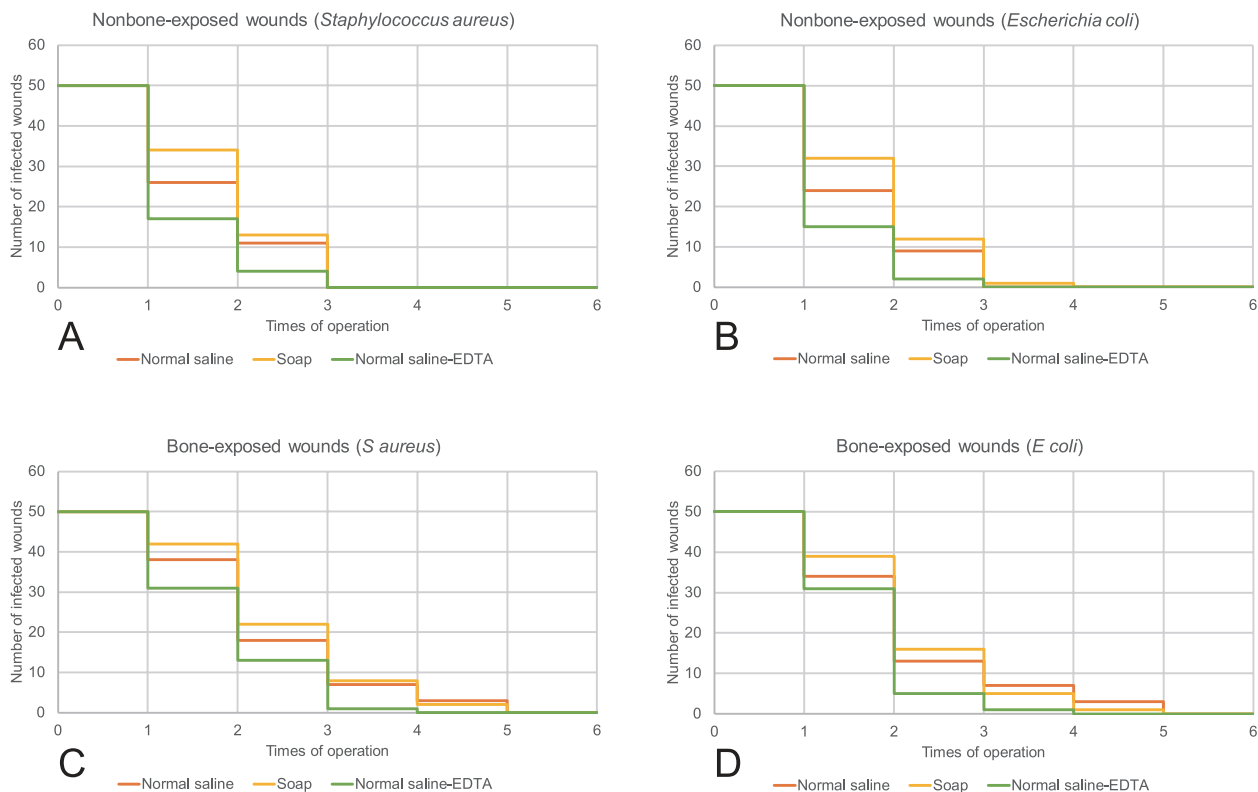 Nonbone-exposed wounds (Staphylococcus aureus)
Number of infected wounds
60
50
40
30
20
10
0
0 1 2 3 4 5 6
Times of operation
A
Normal saline Soap Normal saline-EDTA
Nonbone-exposed wounds (Escherichia coli)
Number of infected wounds
60
50
40
30
20
10
0
0 1 2 3 4 5 6
Times of operation
B
Normal saline Soap Normal saline-EDTA
Bone-exposed wounds (S aureus)
Number of infected wounds
60
50
40
30
20
10
0
0 1 2 3 4 5 6
Times of operation
C
Normal saline Soap Normal saline-EDTA
Bone-exposed wounds (E coli)
Number of infected wounds
60
50
40
30
20
10
0
0 1 2 3 4 5 6
Times of operation
D
Normal saline Soap Normal saline-EDTA